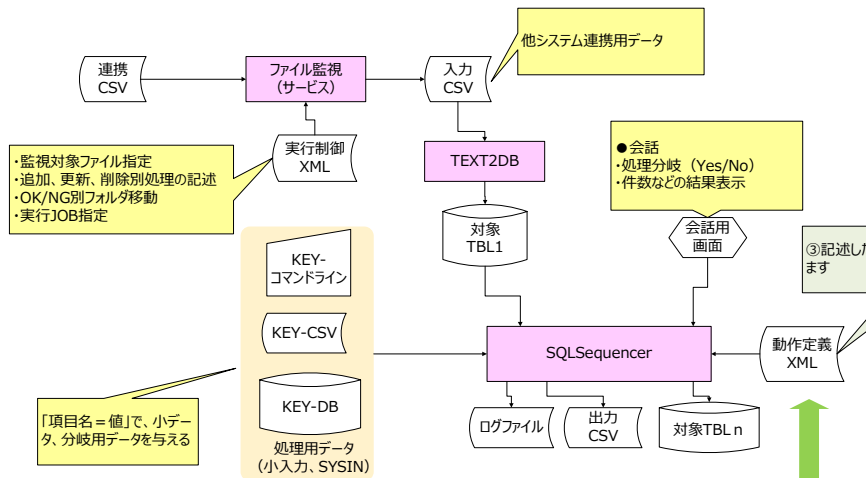 他システム連携用データ
連携
CSV
ファイル監視
（サービス）
入力
CSV
・監視対象ファイル指定
・追加、更新、削除別処理の記述
・OK/NG別フォルダ移動
・実行JOB指定
実行制御
XML
TEXT2DB
●会話
・処理分岐（Yes/No）
・件数などの結果表示
対象
TBL1
会話用
画面
③記述した
ます
KEY-
コマンドライン
KEY-CSV
KEY-DB
処理用データ
（小入力、SYSIN）
「項目名＝値」で、小デー
タ、分岐用データを与える
SQLSequencer
動作定義
XML
ログファイル
出力
CSV
対象TBLｎ